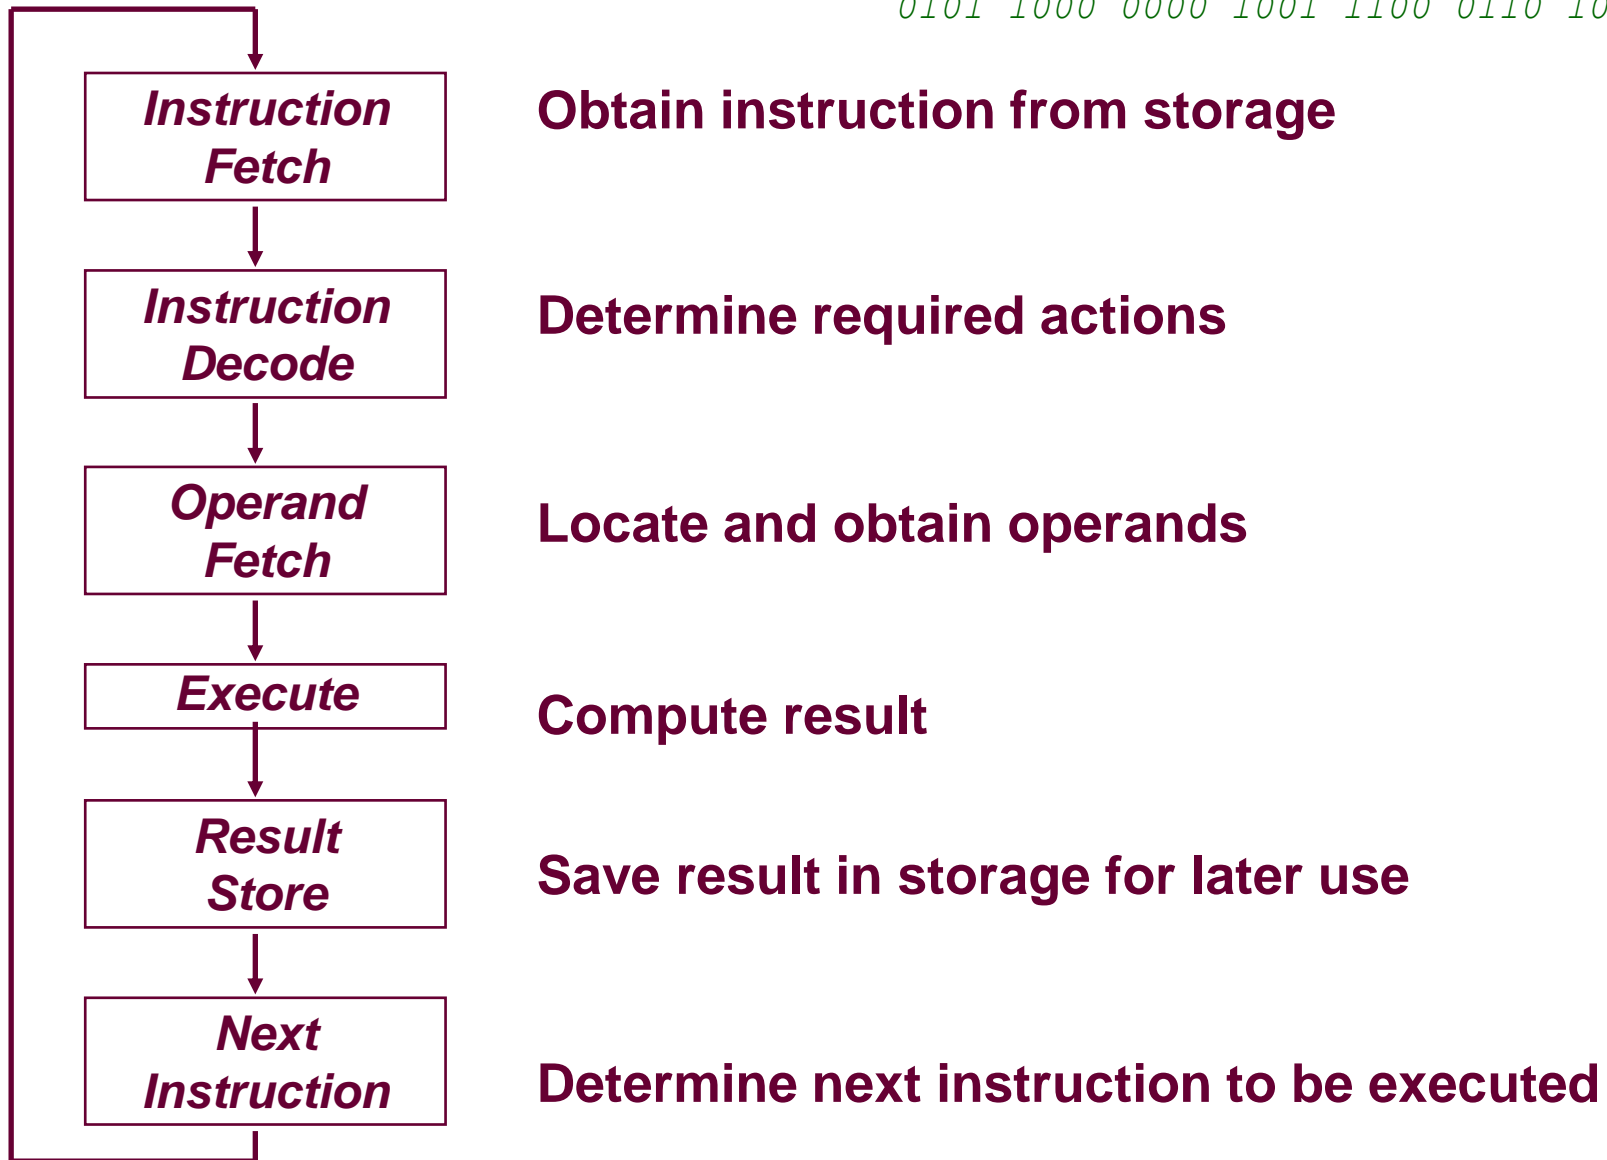 0101 1000 0000 1001 1100 0110 10
Instruction
Fetch
Obtain instruction from storage
Instruction
Decode
Determine required actions
Operand
Fetch
Locate and obtain operands
Execute
Compute result
Result
Store
Save result in storage for later use
Next
Instruction
Determine next instruction to be executed